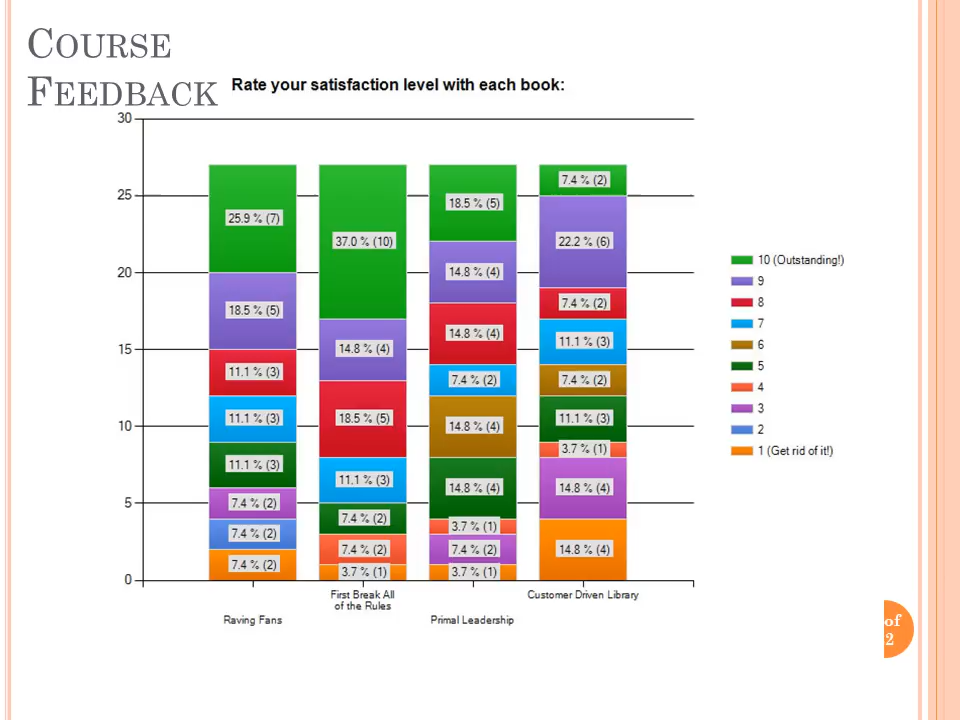 COURSE
FEEDBACK
Rate your satisfaction level with each book:
30
25
20
15
10
5
0
25.9 % (7)
18.5 % (5)
11.1 % (3)
11.1 % (3)
11.1 % (3)
7.4 % (2)
7.4 % (2)
7.4 % (2)
37.0 % (10)
14.8 % (4)
18.5 % (5)
11.1 % (3)
7.4 % (2)
7.4 % (2)
3.7 % (1)
18.5 % (5)
14.8 % (4)
14.8 % (4)
7.4 % (2)
14.8 % (4)
14.8 % (4)
3.7 % (1)
7.4 % (2)
3.7 % (1)
7.4 % (2)
22.2 % (6)
7.4 % (2)
11.1 % (3)
7.4 % (2)
11.1 % (3)
3.7 % (1)
14.8 % (4)
14.8 % (4)
Raving Fans
First Break All
of the Rules
Primal Leadership
Customer Driven Library
10 (Outstanding!)
9
8
7
6
5
4
3
2
1 (Get rid of it!)
of
2